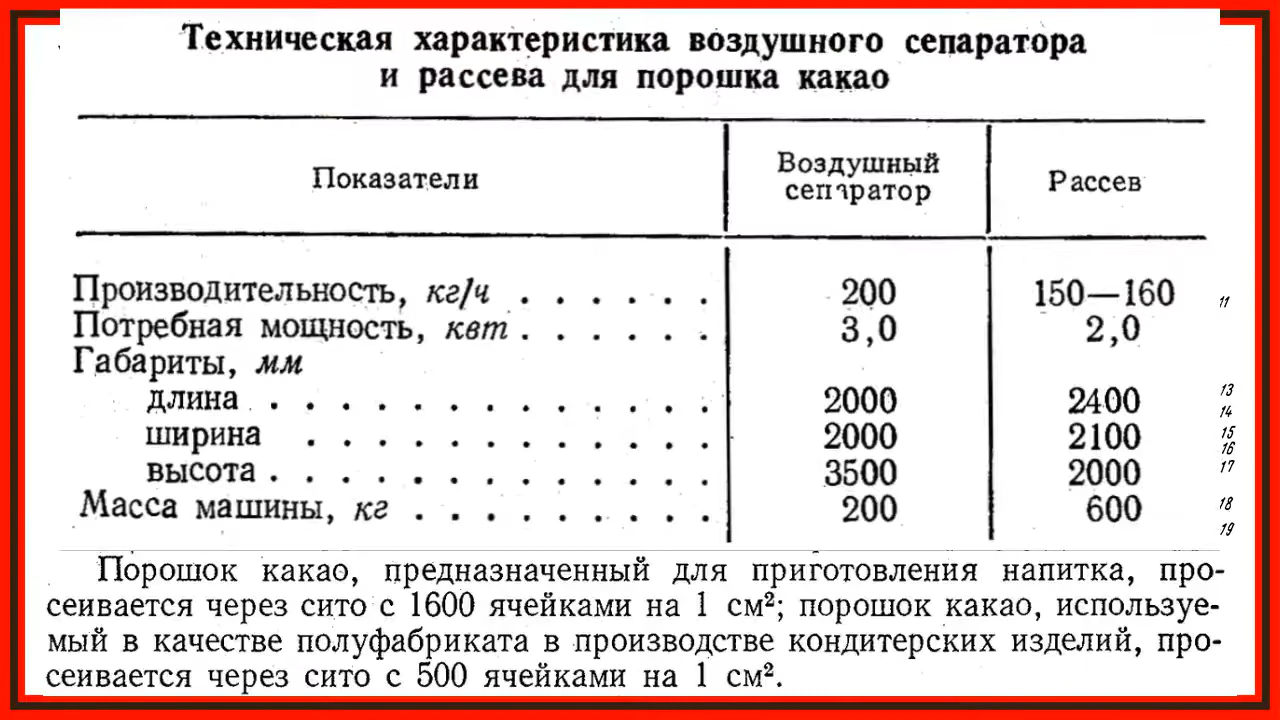 Техническая характеристика воздушного сепаратора
и рассева для порошка какао
Показатели Воздушный сепаратор Рассев
Производительность, кг/ч . . . . . . 200 150—160 11
Потребная мощность, квт . . . . . . 3,0 2,0
Габариты, мм
длина . . . . . . . . . . . . . 2000 2400 13
14
ширина . . . . . . . . . . . . 2000 2100 15
16
высота . . . . . . . . . . . . . 3500 2000 17
Масса машины, кг . . . . . . . . . 200 600 18
19
Порошок какао, предназначенный для приготовления напитка, про-
сеивается через сито с 1600 ячейками на 1 см²; порошок какао, используе-
мый в качестве полуфабриката в производстве кондитерских изделий, про-
сеивается через сито с 500 ячейками на 1 см².